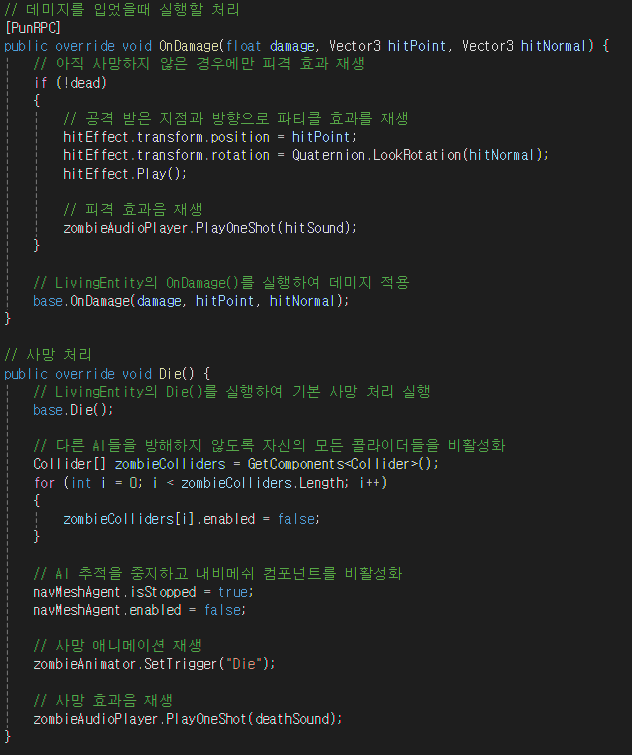 // 데미지를 입었을때 실행할 처리
[PunRPC]
public override void OnDamage(float damage, Vector3 hitPoint, Vector3 hitNormal) {
// 아직 사망하지 않은 경우에만 피격 효과 재생
if (!dead)
{
// 공격 받은 지점과 방향으로 파티클 효과를 재생
hitEffect.transform.position = hitPoint;
hitEffect.transform.rotation = Quaternion.LookRotation(hitNormal);
hitEffect.Play();
// 피격 효과음 재생
zombieAudioPlayer.PlayOneShot(hitSound);
}
// LivingEntity의 OnDamage()를 실행하여 데미지 적용
base.OnDamage(damage, hitPoint, hitNormal);
}
// 사망 처리
public override void Die() {
// LivingEntity의 Die()를 실행하여 기본 사망 처리 실행
base.Die();
// 다른 AI들을 방해하지 않도록 자신의 모든 콜라이더들을 비활성화
Collider[] zombieColliders = GetComponents<Collider>();
for (int i = 0; i < zombieColliders.Length; i++)
{
zombieColliders[i].enabled = false;
}
// AI 추적을 중지하고 내비메쉬 컴포넌트를 비활성화
navMeshAgent.isStopped = true;
navMeshAgent.enabled = false;
// 사망 애니메이션 재생
zombieAnimator.SetTrigger("Die");
// 사망 효과음 재생
zombieAudioPlayer.PlayOneShot(deathSound);
}